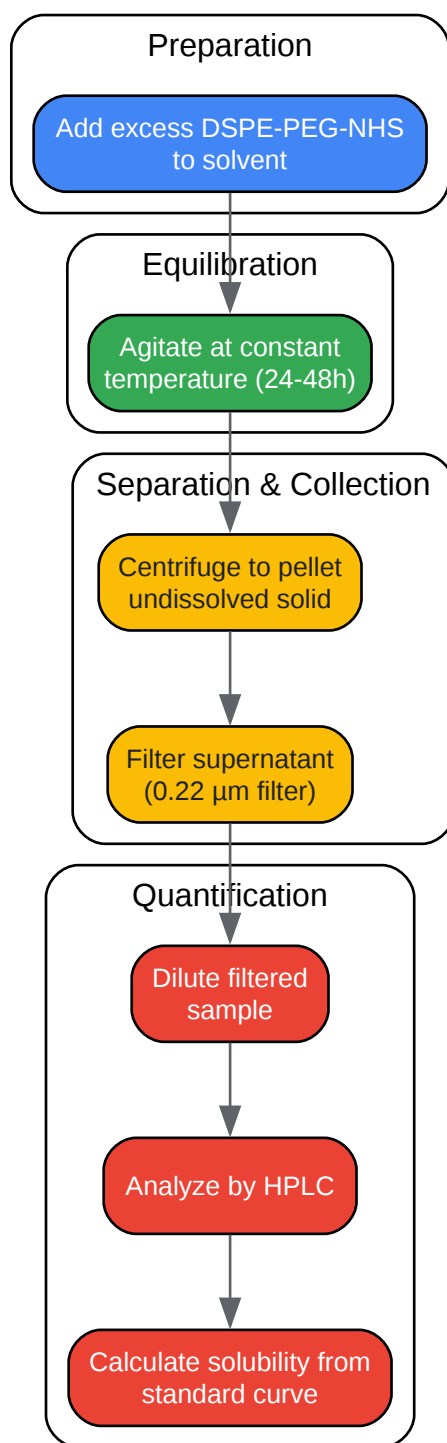 Preparation
Add excess DSPE-PEG-NHS
to solvent
Equilibration
Agitate at constant
temperature (24-48h)
Separation & Collection
Centrifuge to pellet
undissolved solid
Filter supernatant
(0.22 µm filter)
Quantification
Dilute filtered
sample
Analyze by HPLC
Calculate solubility from
standard curve